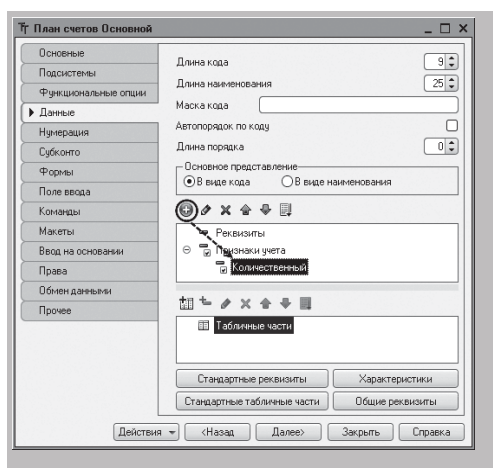 План счетов Основной
Основные
Подсистемы
Функциональные опции
Данные
Нумерация
Субконто
Формы
Поле ввода
Команды
Макеты
Ввод на основании
Права
Обмен данными
Прочее
Длина кода 9
Длина наименования 25
Маска кода
Автопорядок по коду
Длина порядка 0
Основное представление
В виде кода В виде наименования
Реквизиты
Признаки учета
Количественный
Табличные части
Стандартные реквизиты Характеристики
Стандартные табличные части Общие реквизиты
Действия <Назад Далее> Закрыть Справка